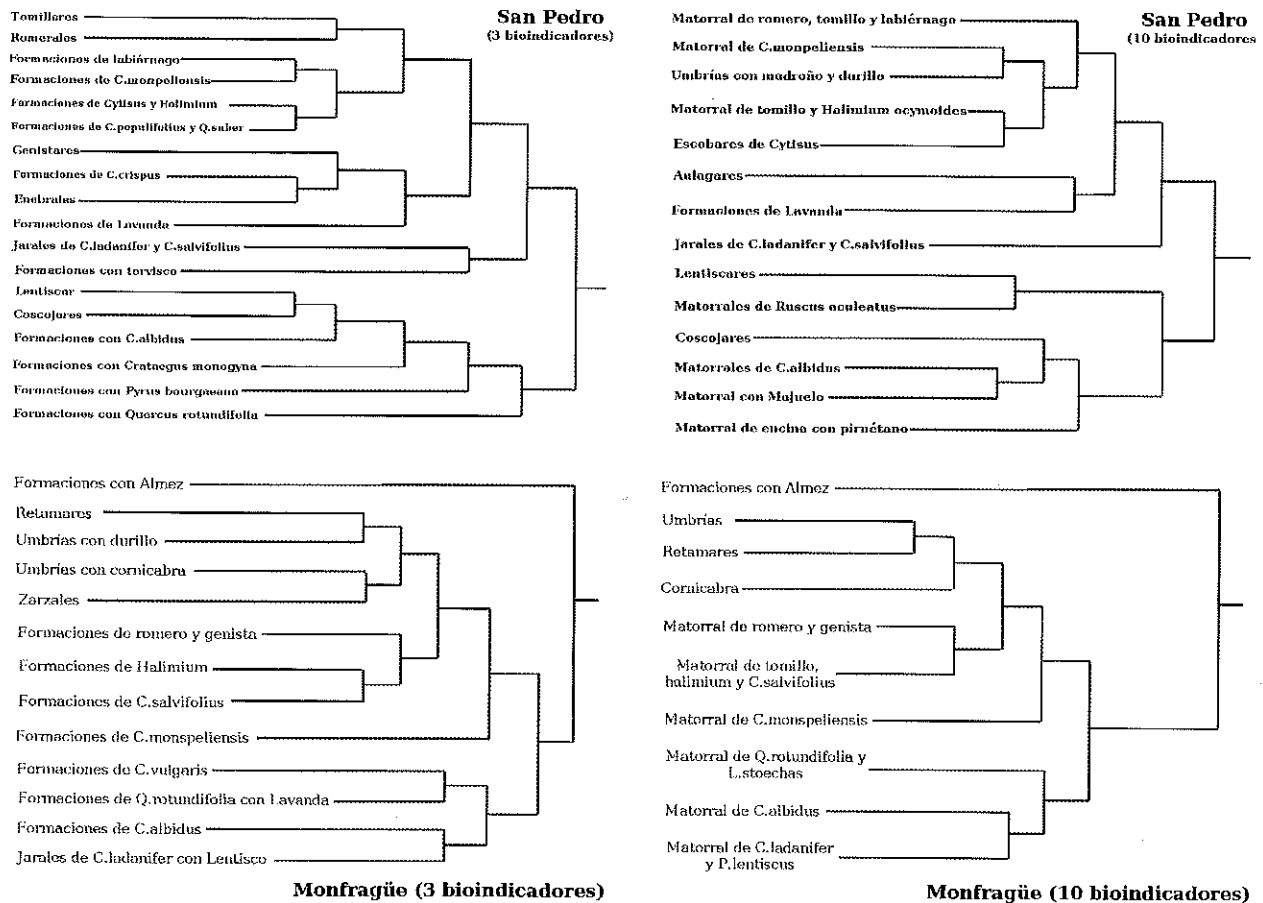 San Pedro
(3 bioindicadores)
Tomillares
Romerales
Formaciones de labiérnago
Formaciones de C.monpeliensis
Formaciones de Cytisus y Halimium
Formaciones de C.populifolius y Q.suber
Genistares
Formaciones de C.crispus
Enebrales
Formaciones de Lavanda
Jarales de C.ladanifer y C.salvifolius
Formaciones con torvisco
Lentiscar
Coscojares
Formaciones con C.albidus
Formaciones con Crataegus monogyna
Formaciones con Pyrus bourgaeana
Formaciones con Quercus rotundifolia
San Pedro
(10 bioindicadores
Matorral de romero, tomillo y labiérnago
Matorral de C.monpeliensis
Umbrías con madroño y durillo
Matorral de tomillo y Halimium ocymoides
Escobares de Cytisus
Aulagares
Formaciones de Lavanda
Jarales de C.ladanifer y C.salvifolius
Lentiscares
Matorrales de Ruscus aculeatus
Coscojares
Matorrales de C.albidus
Matorral con Majuelo
Matorral de encina con piruétano
Formaciones con Almez
Retamares
Umbrías con durillo
Umbrías con cornicabra
Zarzales
Formaciones de romero y genista
Formaciones de Halimium
Formaciones de C.salvifolius
Formaciones de C.monspeliensis
Formaciones de C.vulgaris
Formaciones de Q.rotundifolia con Lavanda
Formaciones de C.albidus
Jarales de C.ladanifer con Lentisco
Monfragüe (3 bioindicadores)
Formaciones con Almez
Umbrías
Retamares
Cornicabra
Matorral de romero y genista
Matorral de tomillo,
halimium y C.salvifolius
Matorral de C.monspeliensis
Matorral de Q.rotundifolia y
L.stoechas
Matorral de C.albidus
Matorral de C.ladanifer
y P.lentiscus
Monfragüe (10 bioindicadores)